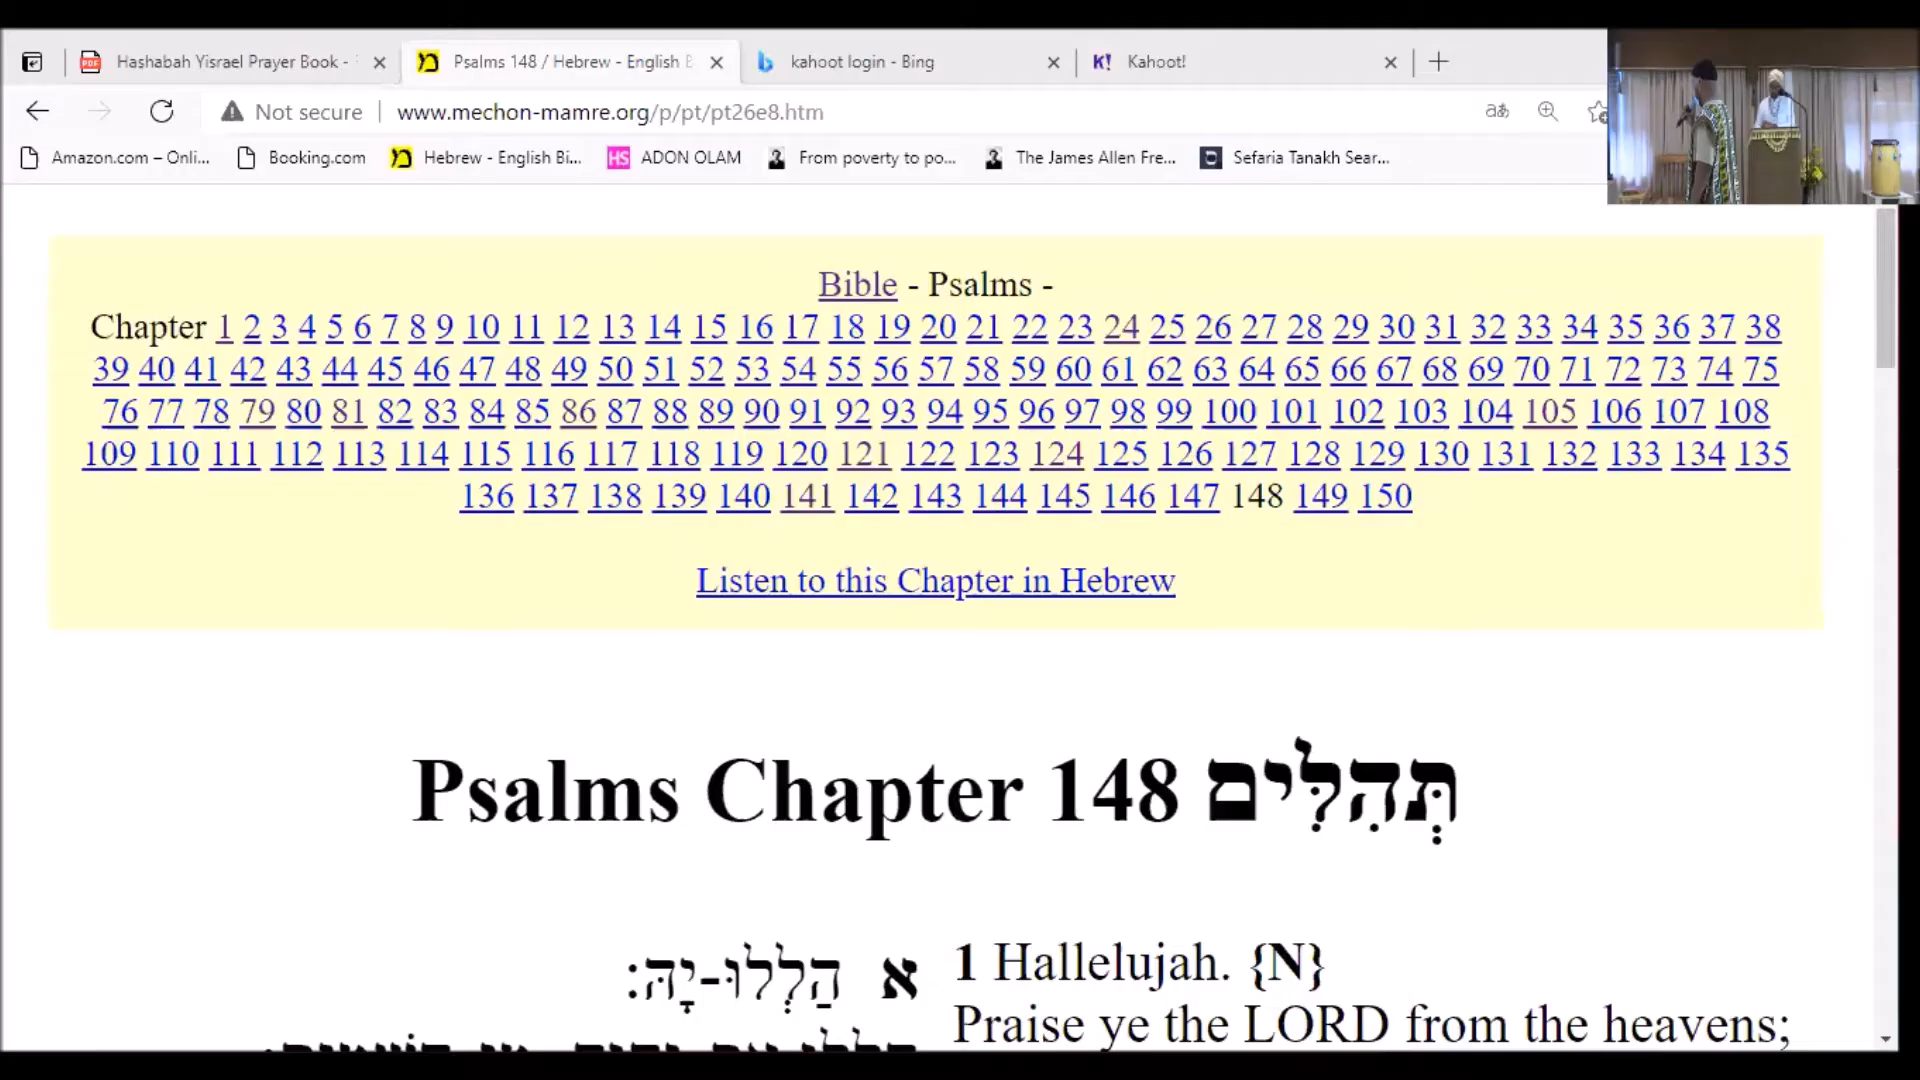 Hashabah Yisrael Prayer Book -
Psalms 148 / Hebrew - English B
kahoot login - Bing
K! Kahoot!
Not secure www.mechon-mamre.org/p/pt/pt26e8.htm
Amazon.com – Onli... Booking.com Hebrew - English Bi... HS ADON OLAM From poverty to po... The James Allen Fre... Sefaria Tanakh Sear...
Bible - Psalms -
Chapter 1 2 3 4 5 6 7 8 9 10 11 12 13 14 15 16 17 18 19 20 21 22 23 24 25 26 27 28 29 30 31 32 33 34 35 36 37 38
39 40 41 42 43 44 45 46 47 48 49 50 51 52 53 54 55 56 57 58 59 60 61 62 63 64 65 66 67 68 69 70 71 72 73 74 75
76 77 78 79 80 81 82 83 84 85 86 87 88 89 90 91 92 93 94 95 96 97 98 99 100 101 102 103 104 105 106 107 108
109 110 111 112 113 114 115 116 117 118 119 120 121 122 123 124 125 126 127 128 129 130 131 132 133 134 135
136 137 138 139 140 141 142 143 144 145 146 147 148 149 150
Listen to this Chapter in Hebrew
Psalms Chapter 148 תְּהִלִּים
א הַלְלוּ-יָהּ:
1 Hallelujah. {N}
Praise ye the LORD from the heavens;